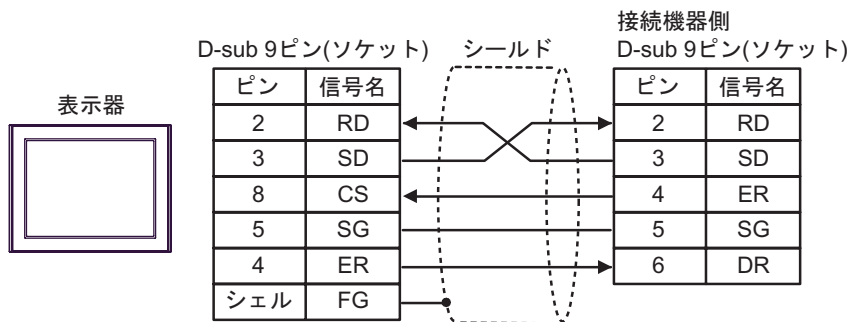 接続機器側
D-sub 9ピン(ソケット) シールド D-sub 9ピン(ソケット)
表示器
ピン 信号名 ピン 信号名
2 RD 2 RD
3 SD 3 SD
8 CS 4 ER
5 SG 5 SG
4 ER 6 DR
シェル FG